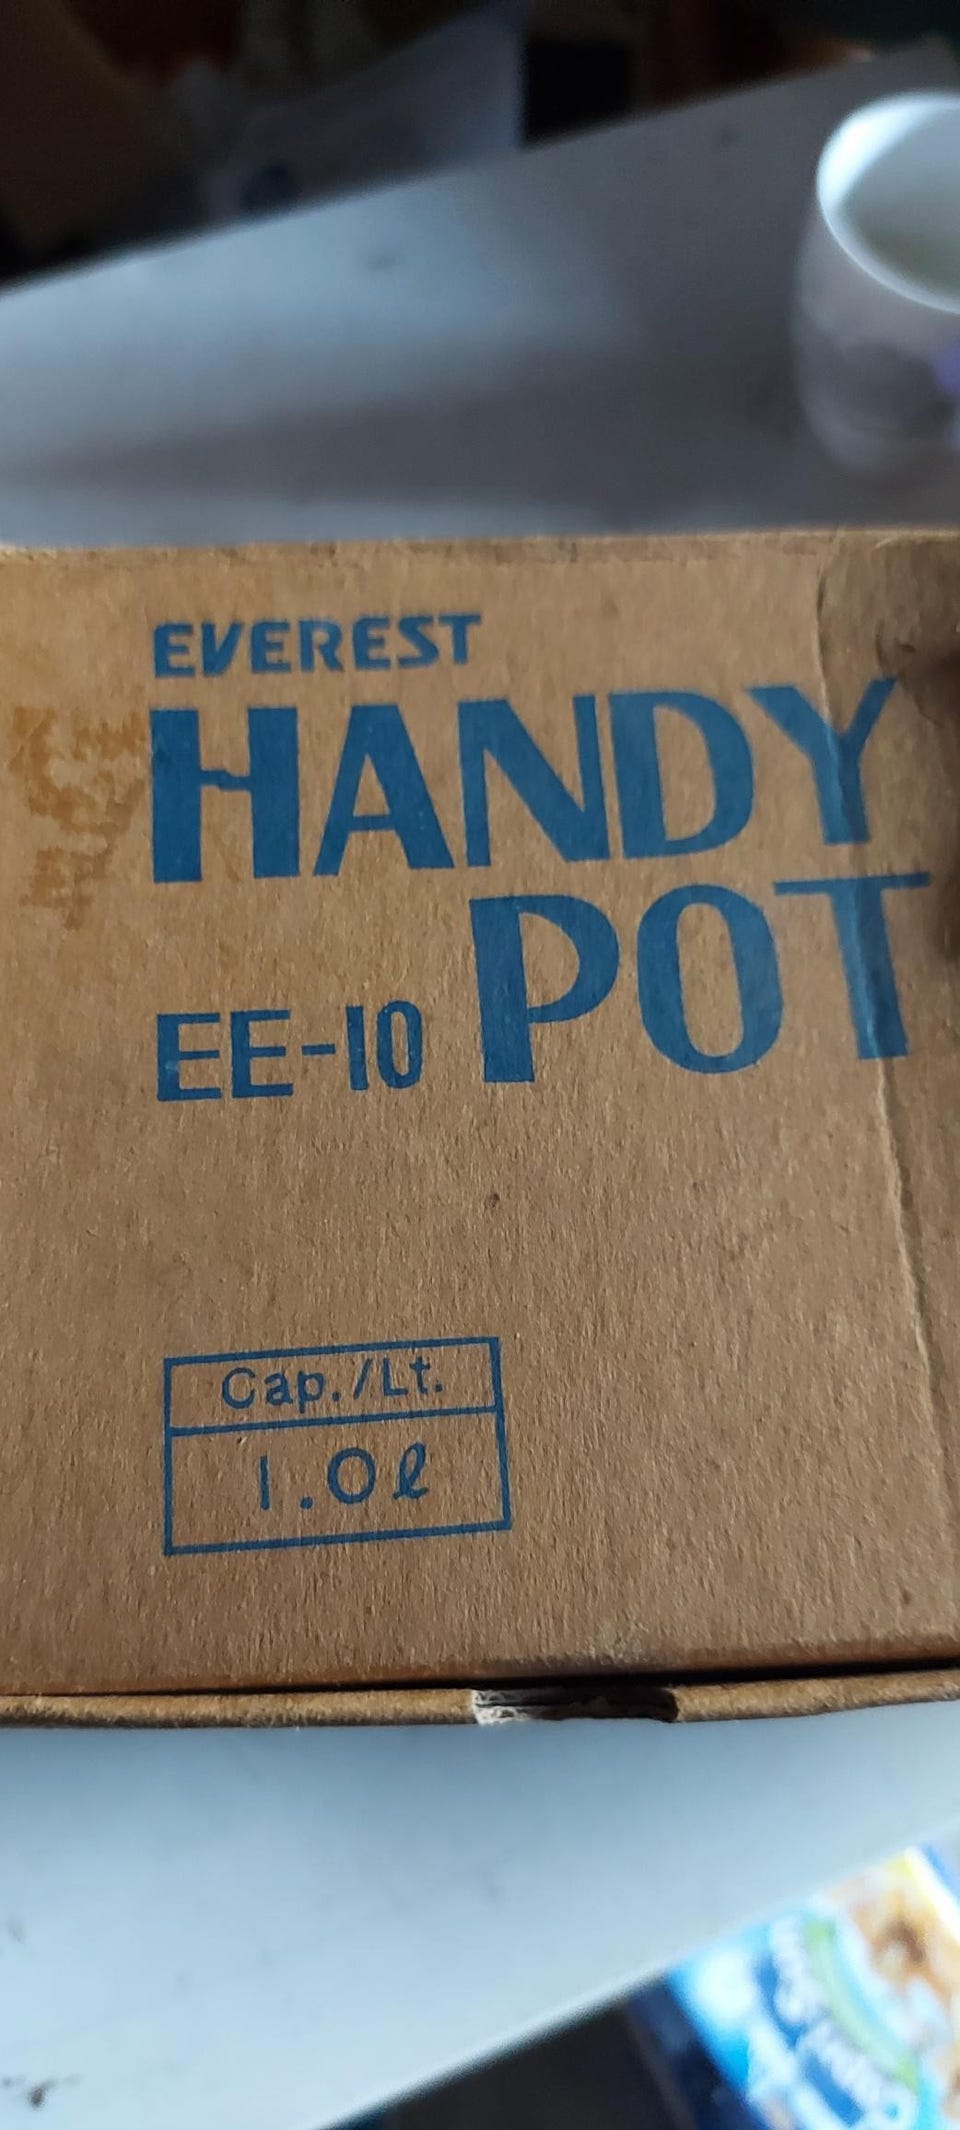 EVEREST
HANDY
POT
EE-10
Cap./Lt.
1.0ℓ